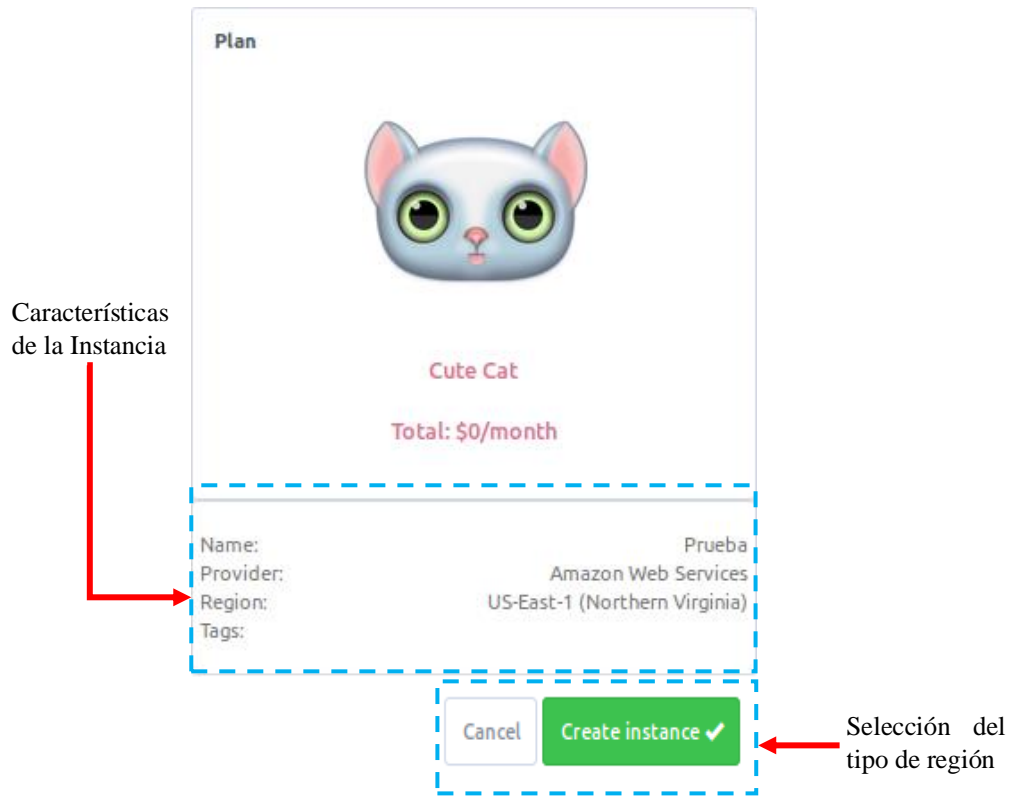 Plan
Características
de la Instancia
Cute Cat
Total: $0/month
Name: Prueba
Provider: Amazon Web Services
Region: US-East-1 (Northern Virginia)
Tags:
Cancel
Create instance ✔
Selección del
tipo de región